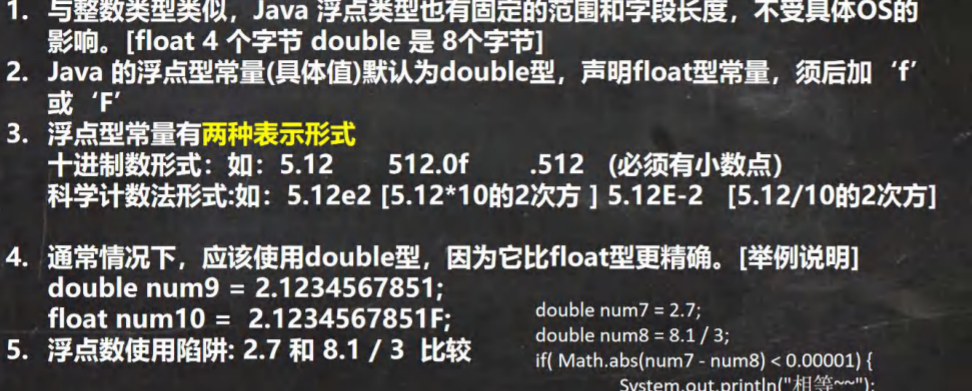 1. 与整数类型类似，Java 浮点类型也有固定的范围和字段长度，不受具体OS的
影响。[float 4 个字节 double 是 8个字节]
2. Java 的浮点型常量(具体值)默认为double型，声明float型常量，须后加‘f’
或‘F’
3. 浮点型常量有两种表示形式
十进制数形式：如：5.12 512.0f .512 (必须有小数点)
科学计数法形式:如：5.12e2 [5.12*10的2次方 ] 5.12E-2 [5.12/10的2次方]
4. 通常情况下，应该使用double型，因为它比float型更精确。[举例说明]
double num9 = 2.1234567851;
float num10 = 2.1234567851F;
5. 浮点数使用陷阱: 2.7 和 8.1 / 3 比较
double num7 = 2.7;
double num8 = 8.1 / 3;
if( Math.abs(num7 - num8) < 0.00001) {
System.out.println("相等~~");